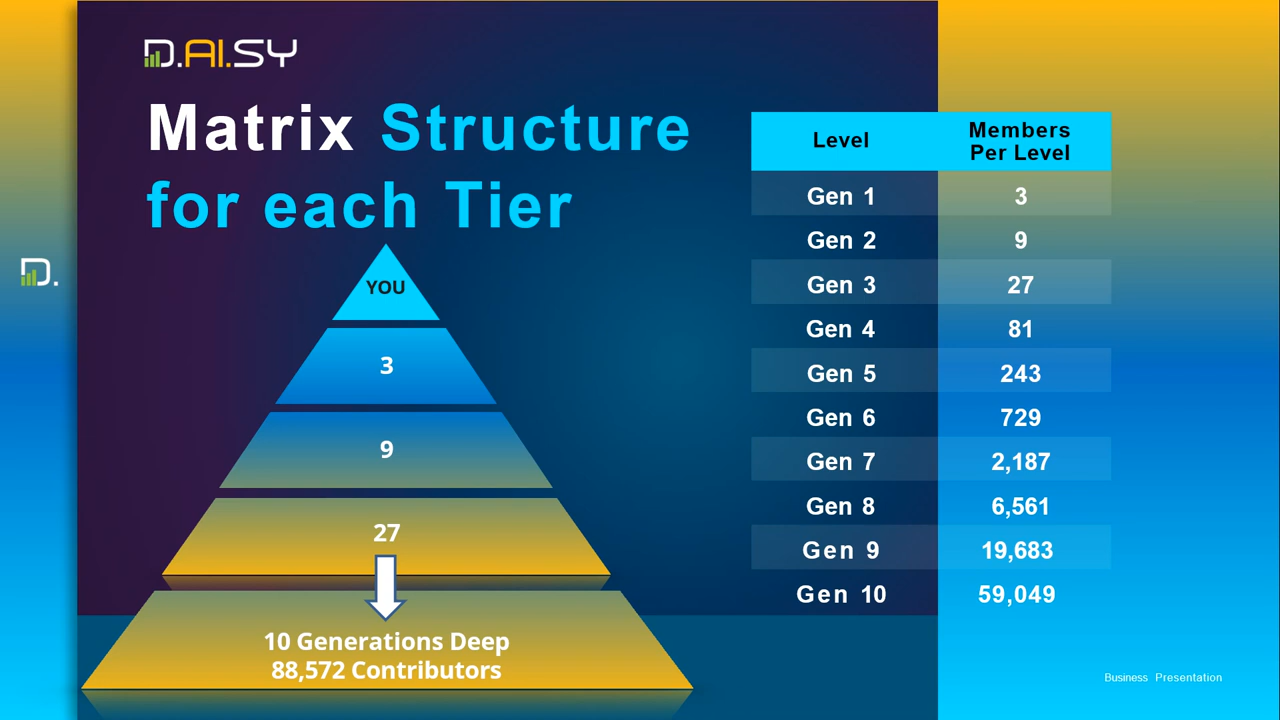 D.AI.SY
Matrix Structure
for each Tier
D.
YOU
3
9
27
10 Generations Deep
88,572 Contributors
Level Members Per Level
Gen 1 3
Gen 2 9
Gen 3 27
Gen 4 81
Gen 5 243
Gen 6 729
Gen 7 2,187
Gen 8 6,561
Gen 9 19,683
Gen 10 59,049
Business Presentation